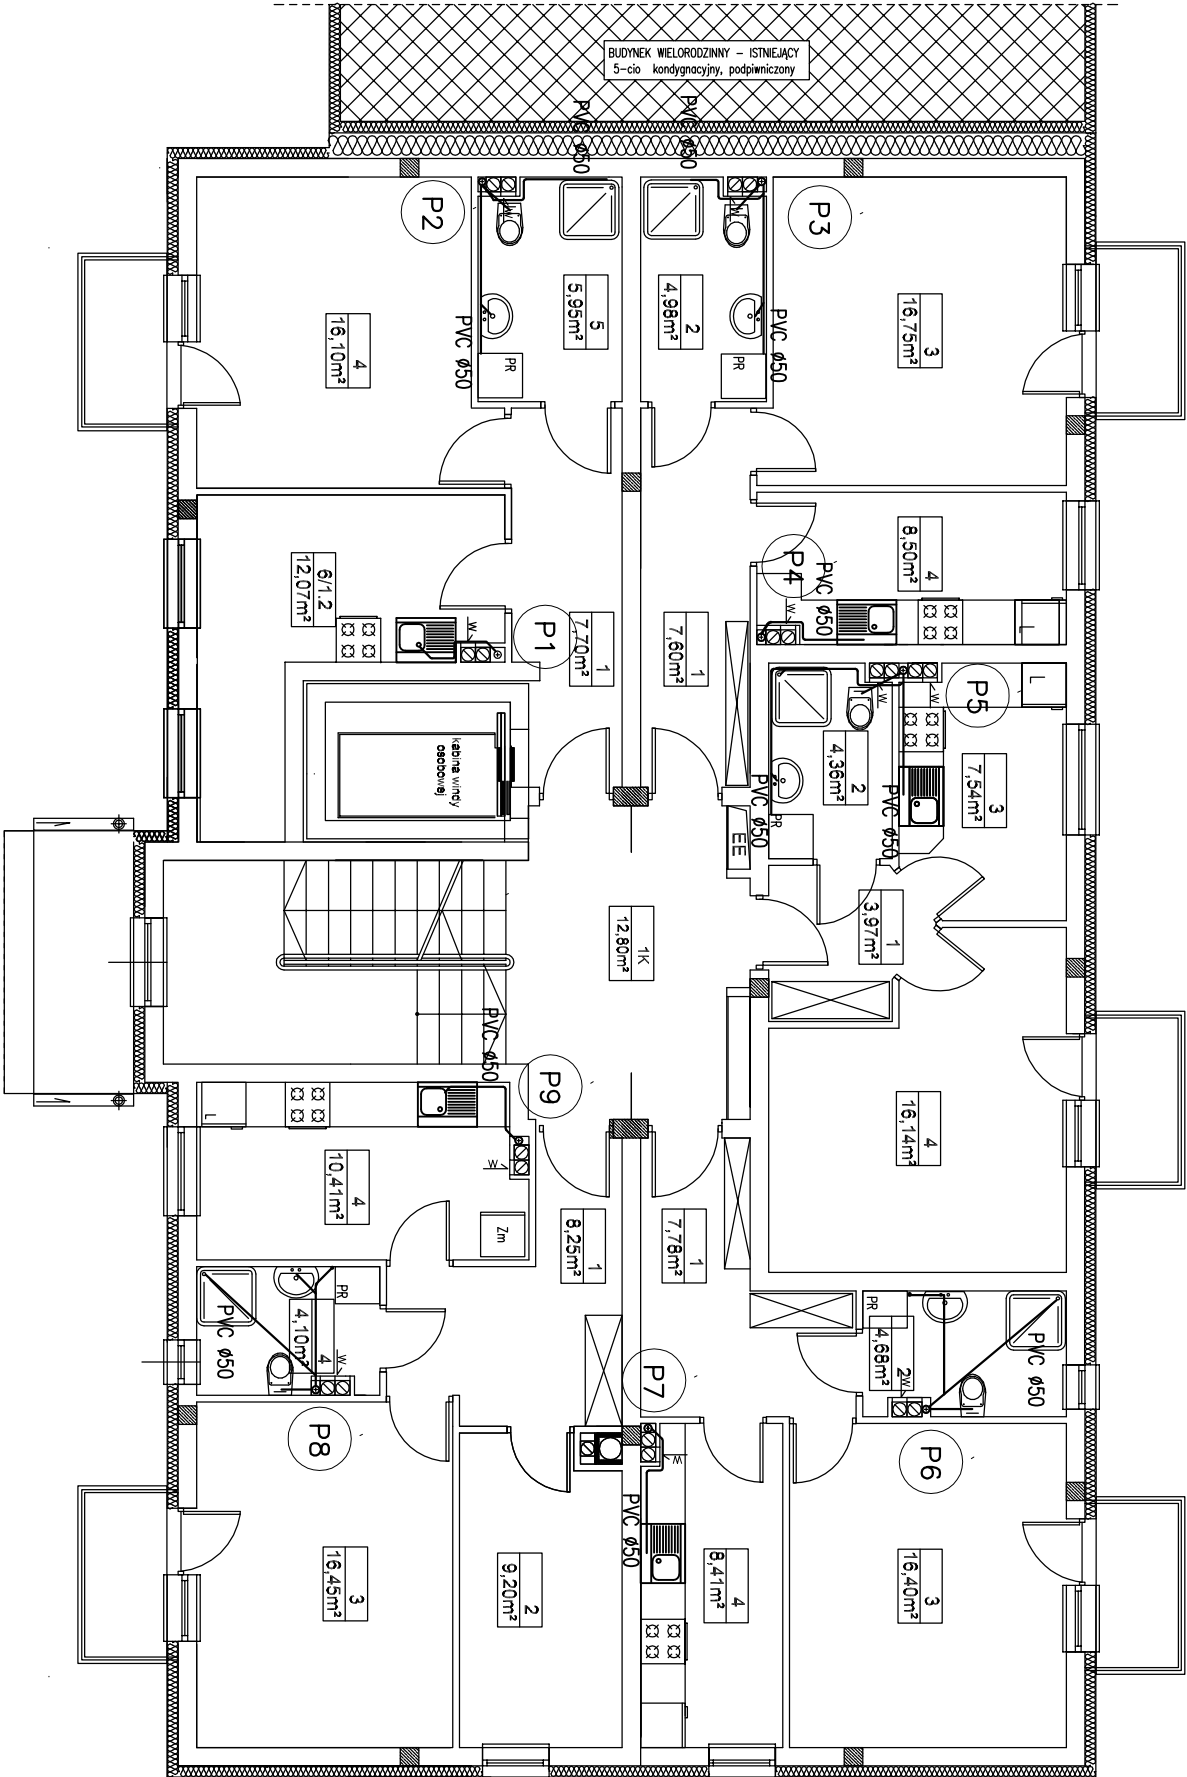 BUDYNEK WIELORODZINNY – ISTNIEJĄCY
5-cio kondygnacyjny, podpiwniczony
PVC ø50
PVC ø50
P2
P3
W
W
5
5,95m²
2
4,98m²
4
16,10m²
3
16,75m²
PVC ø50
PVC ø50
PR
PR
4
8,50m²
P4
PVC ø50
W
L
6/1.2
12,07m²
W
P1
1
7,70m²
1
7,60m²
P5
L
W
W
kabina windy
osobowej
2
4,36m²
3
7,54m²
PVC ø50
PVC ø50
PR
EE
1K
12,80m²
1
3,97m²
PVC ø50
P9
L
W
4
10,41m²
Zm
4
16,14m²
1
8,25m²
1
7,78m²
PR
4
4,10m²
PVC ø50
W
PR
2
4,68m²
PVC ø50
W
P7
P8
P6
W
PVC ø50
3
16,45m²
2
9,20m²
4
8,41m²
3
16,40m²